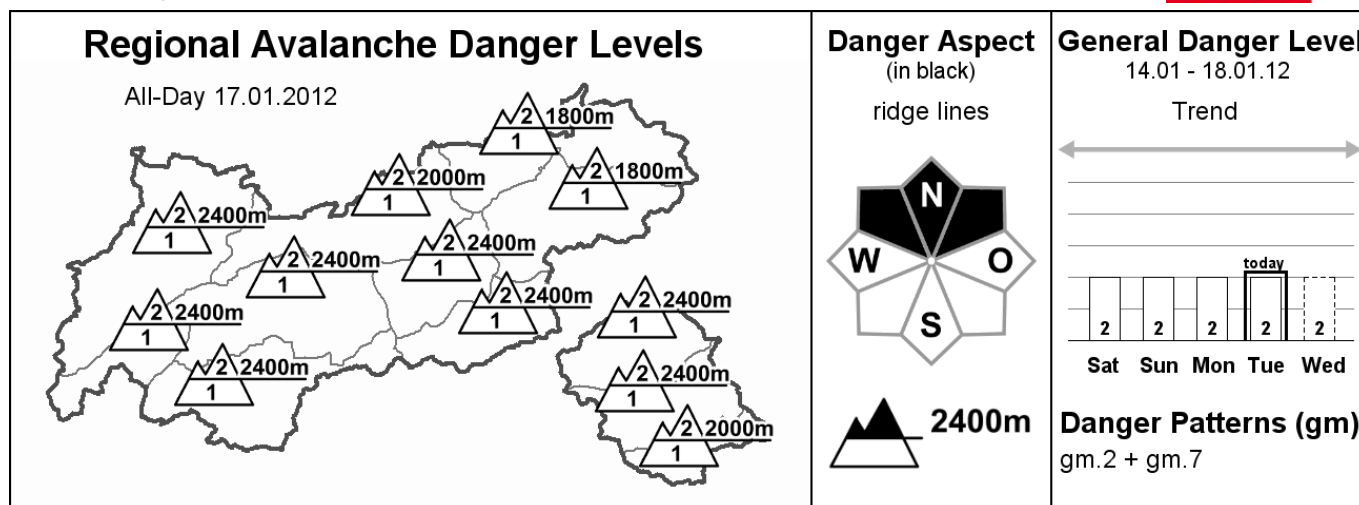 Regional Avalanche Danger Levels
All-Day 17.01.2012
2 1800m
1
2 1800m
1
2 2000m
1
2 2400m
1
2 2400m
1
2 2400m
1
2 2400m
1
2 2400m
1
2 2400m
1
2 2400m
1
2 2400m
1
2 2000m
1
Danger Aspect
(in black)
ridge lines
N
W
O
S
2400m
General Danger Level
14.01 - 18.01.12
Trend
today
2 2 2 2 2
Sat Sun Mon Tue Wed
Danger Patterns (gm)
gm.2 + gm.7